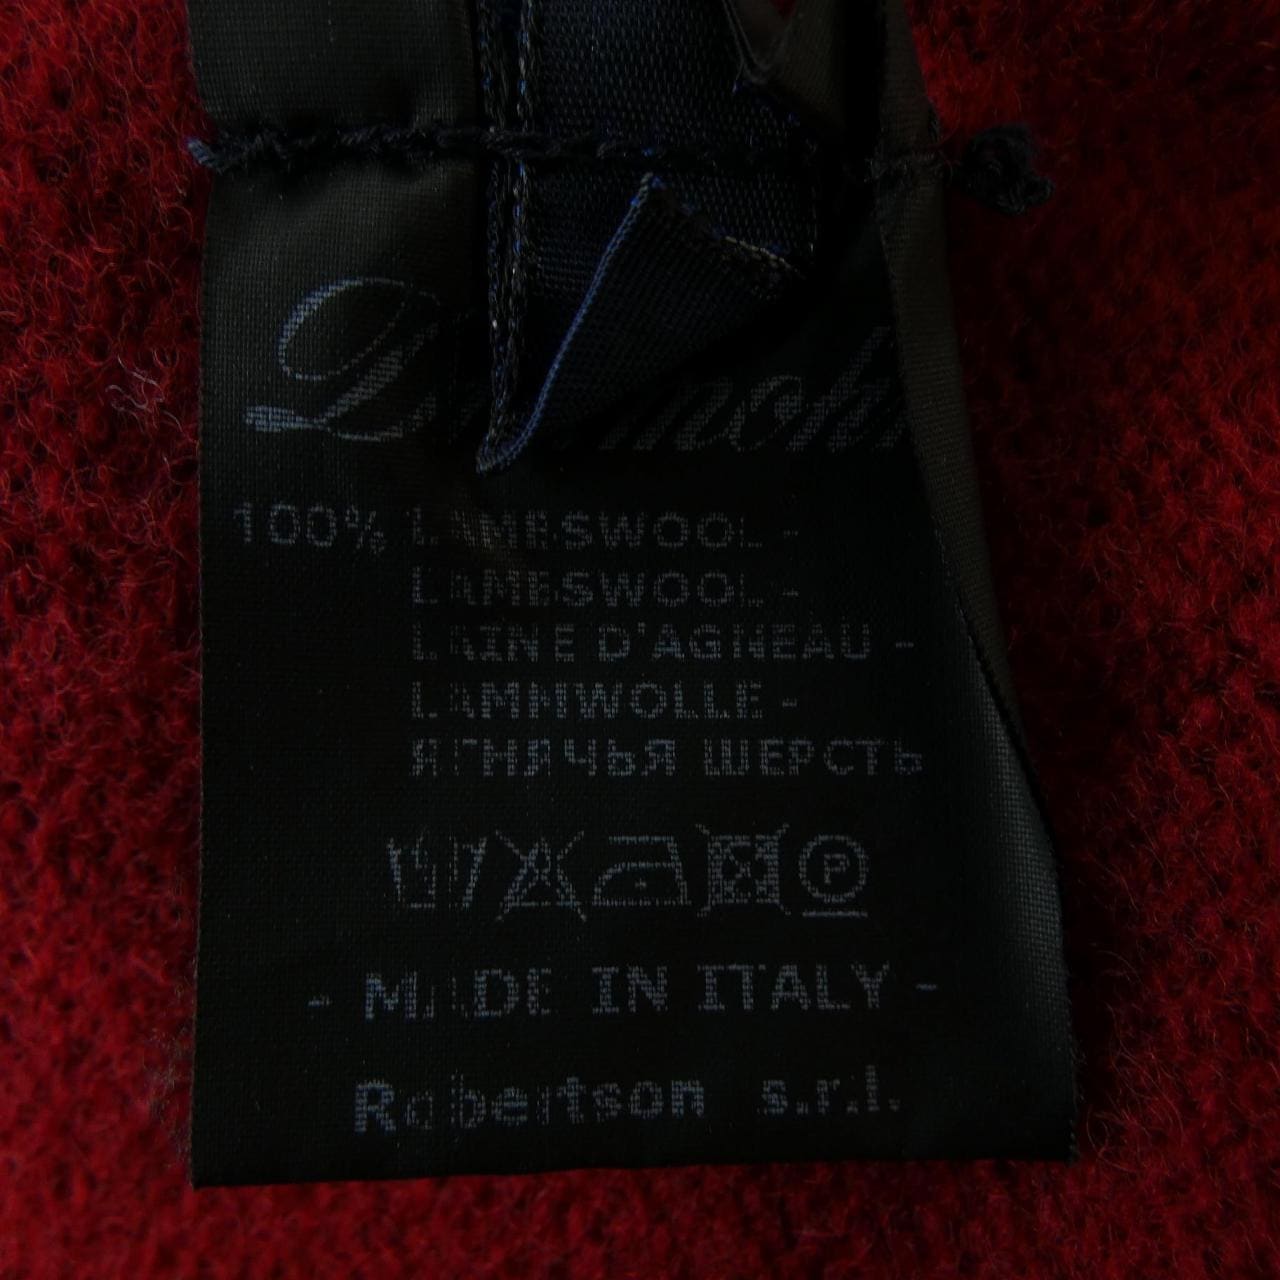 100% LAMBSWOOL -
LAMBSWOOL -
LAINE D'AGNEAU -
LAMMWOLLE -
ЯГНЯЧЬЯ ШЕРСТЬ
P
- MADE IN ITALY -
Robertson s.r.l.